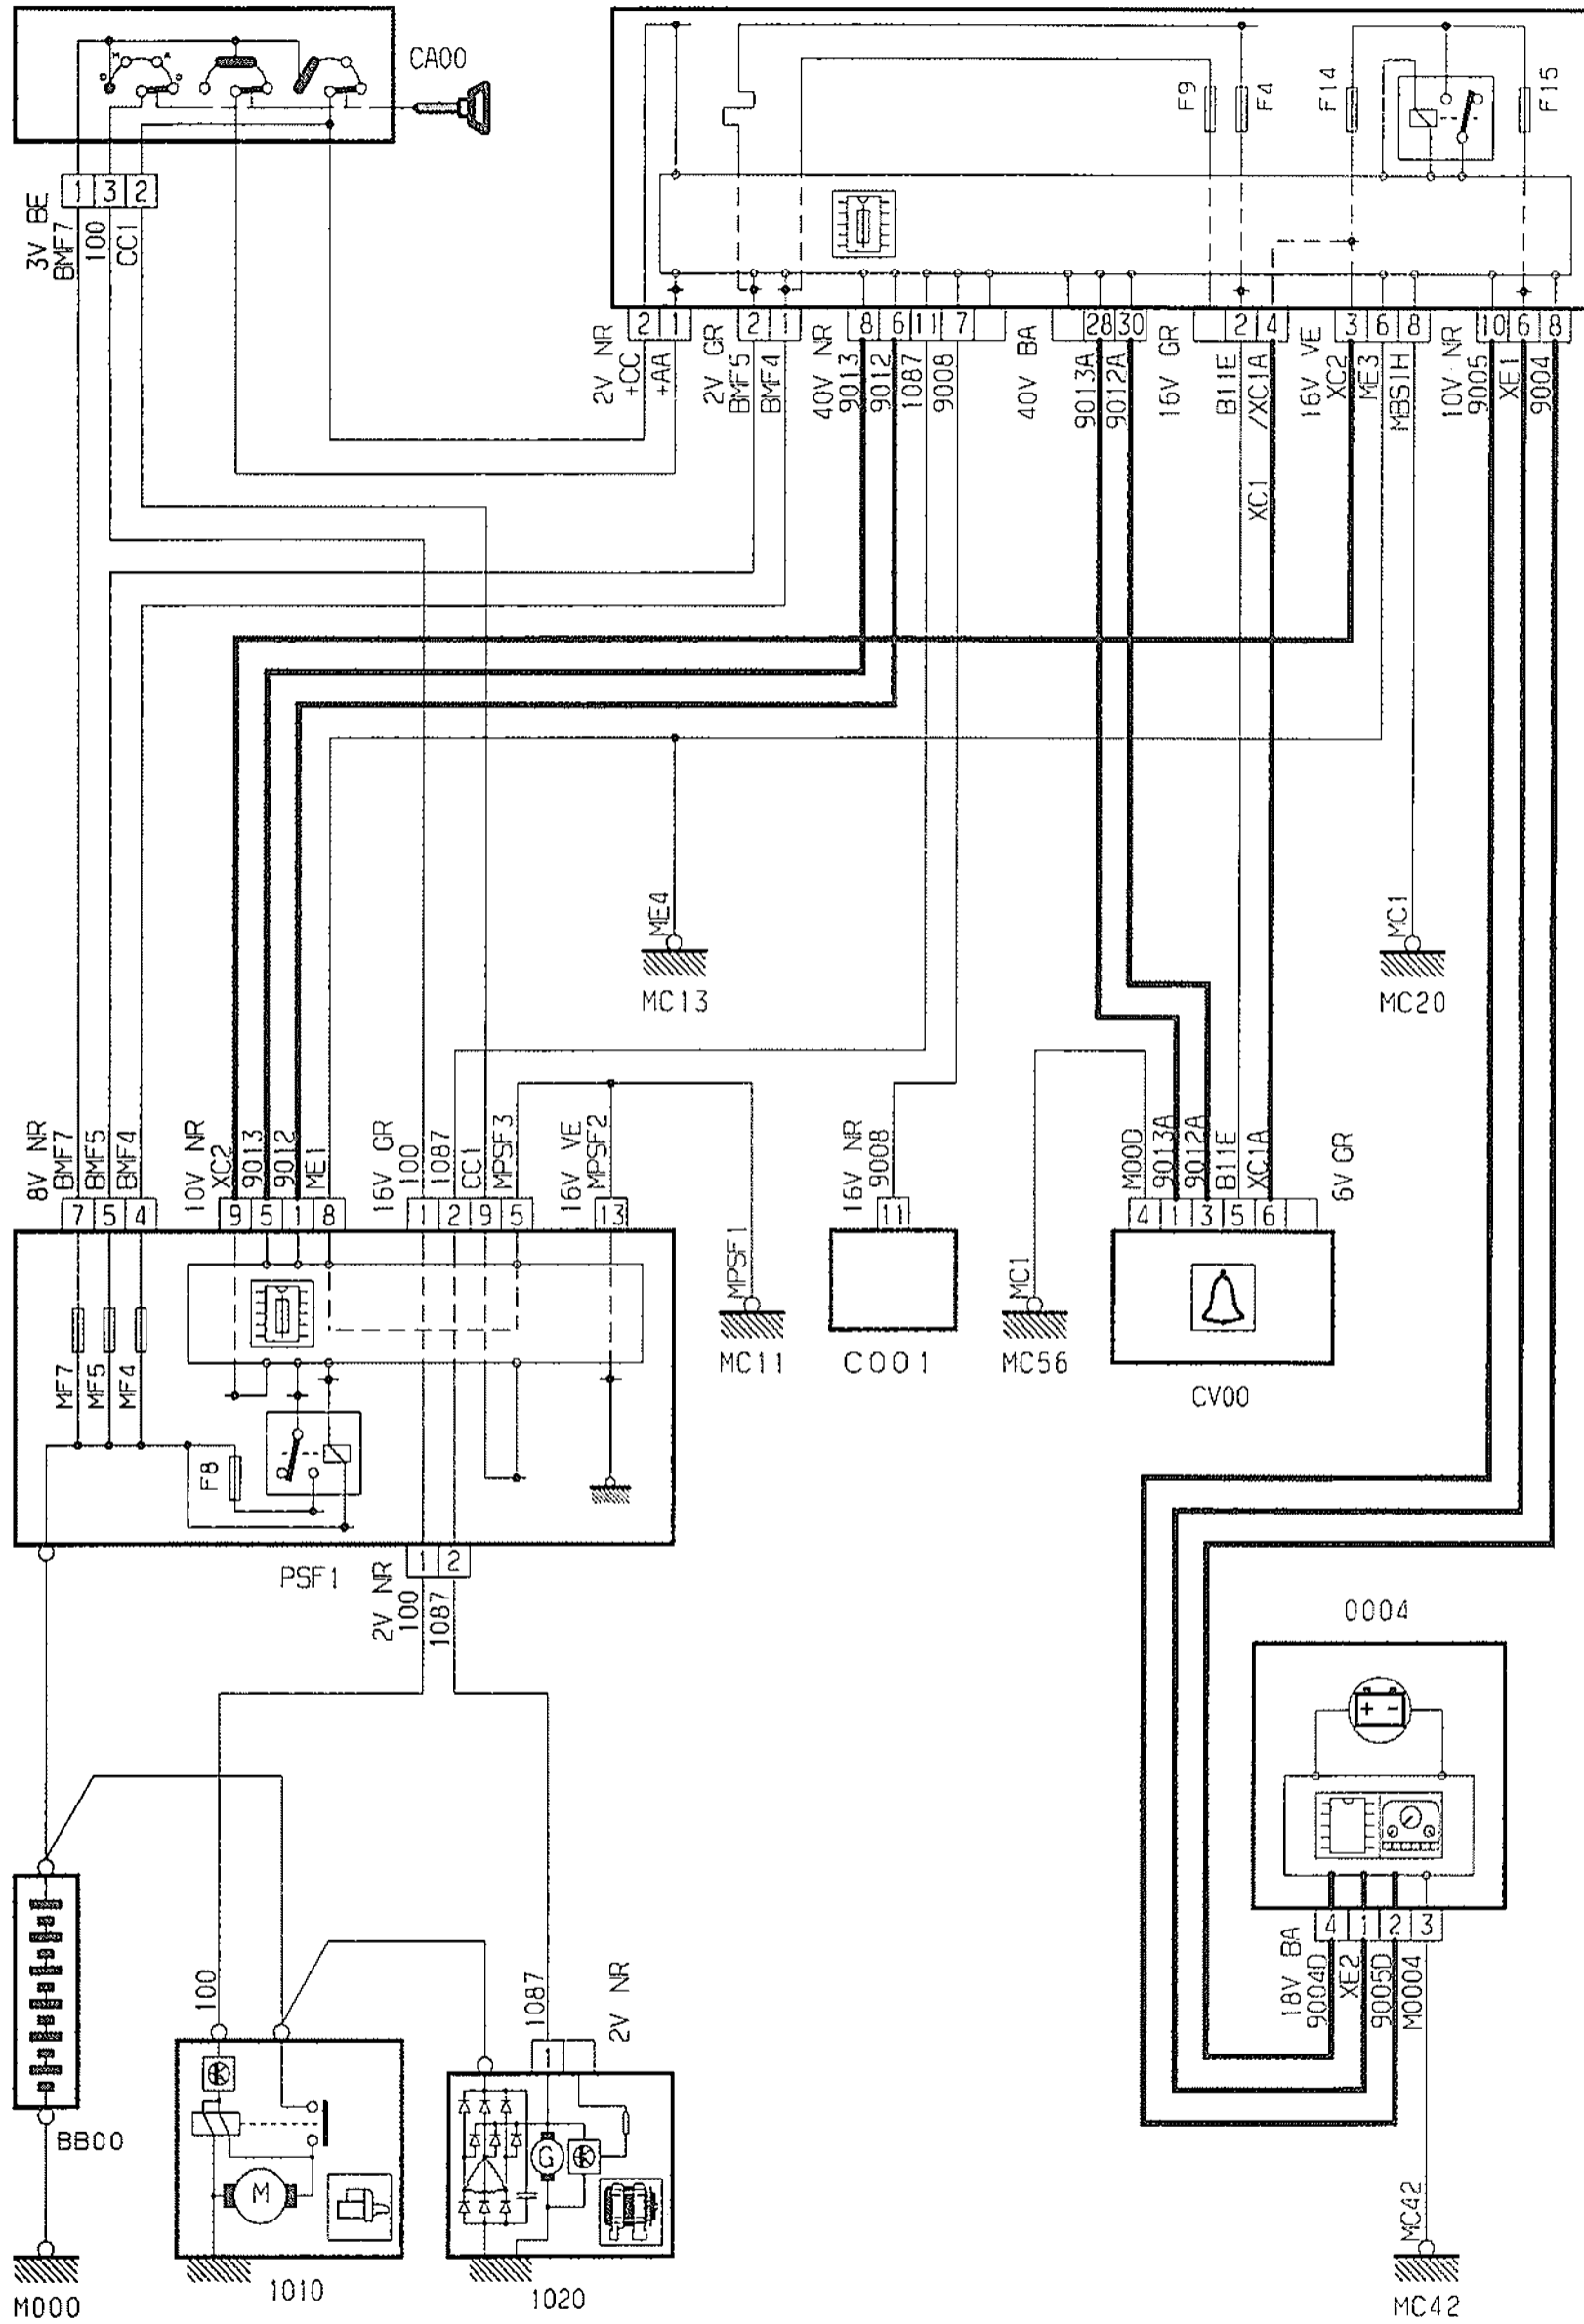 CA00
F9
F4
F14
F15
1 3 2
3V BE
BMF7
100
CC1
2 1
2V NR
+CC
+AA
2 1
2V GR
BMF5
BMF4
8 6 11 7
40V NR
9013
9012
1087
9008
28 30
40V BA
9013A
9012A
2 4
16V GR
B11E
XC1 /XC1A
3 6 8
16V VE
XC2
ME3
MBS1H
10 6 8
10V NR
9005
XE1
9004
ME4
MC13
MC1
MC20
8V NR
BMF7
BMF5
BMF4
7 5 4
10V NR
XC2
9013
9012
ME1
9 5 1 8
16V GR
100
1087
CC1
MPSF3
1 2 9 5
16V VE
MPSF2
13
MPSF1
MC11
16V NR
9008
11
C001
MC1
MC56
M00D
9013A
9012A
B11E
XC1A
6V GR
4 1 3 5 6
CV00
MF7
MF5
MF4
F8
PSF1
1 2
2V NR
100
1087
0004
+ -
4 1 2 3
18V BA
9004D
XE2
9005D
M0004
MC42
MC42
BB00
M000
100
M
1010
1087
2V NR
1
G
1020